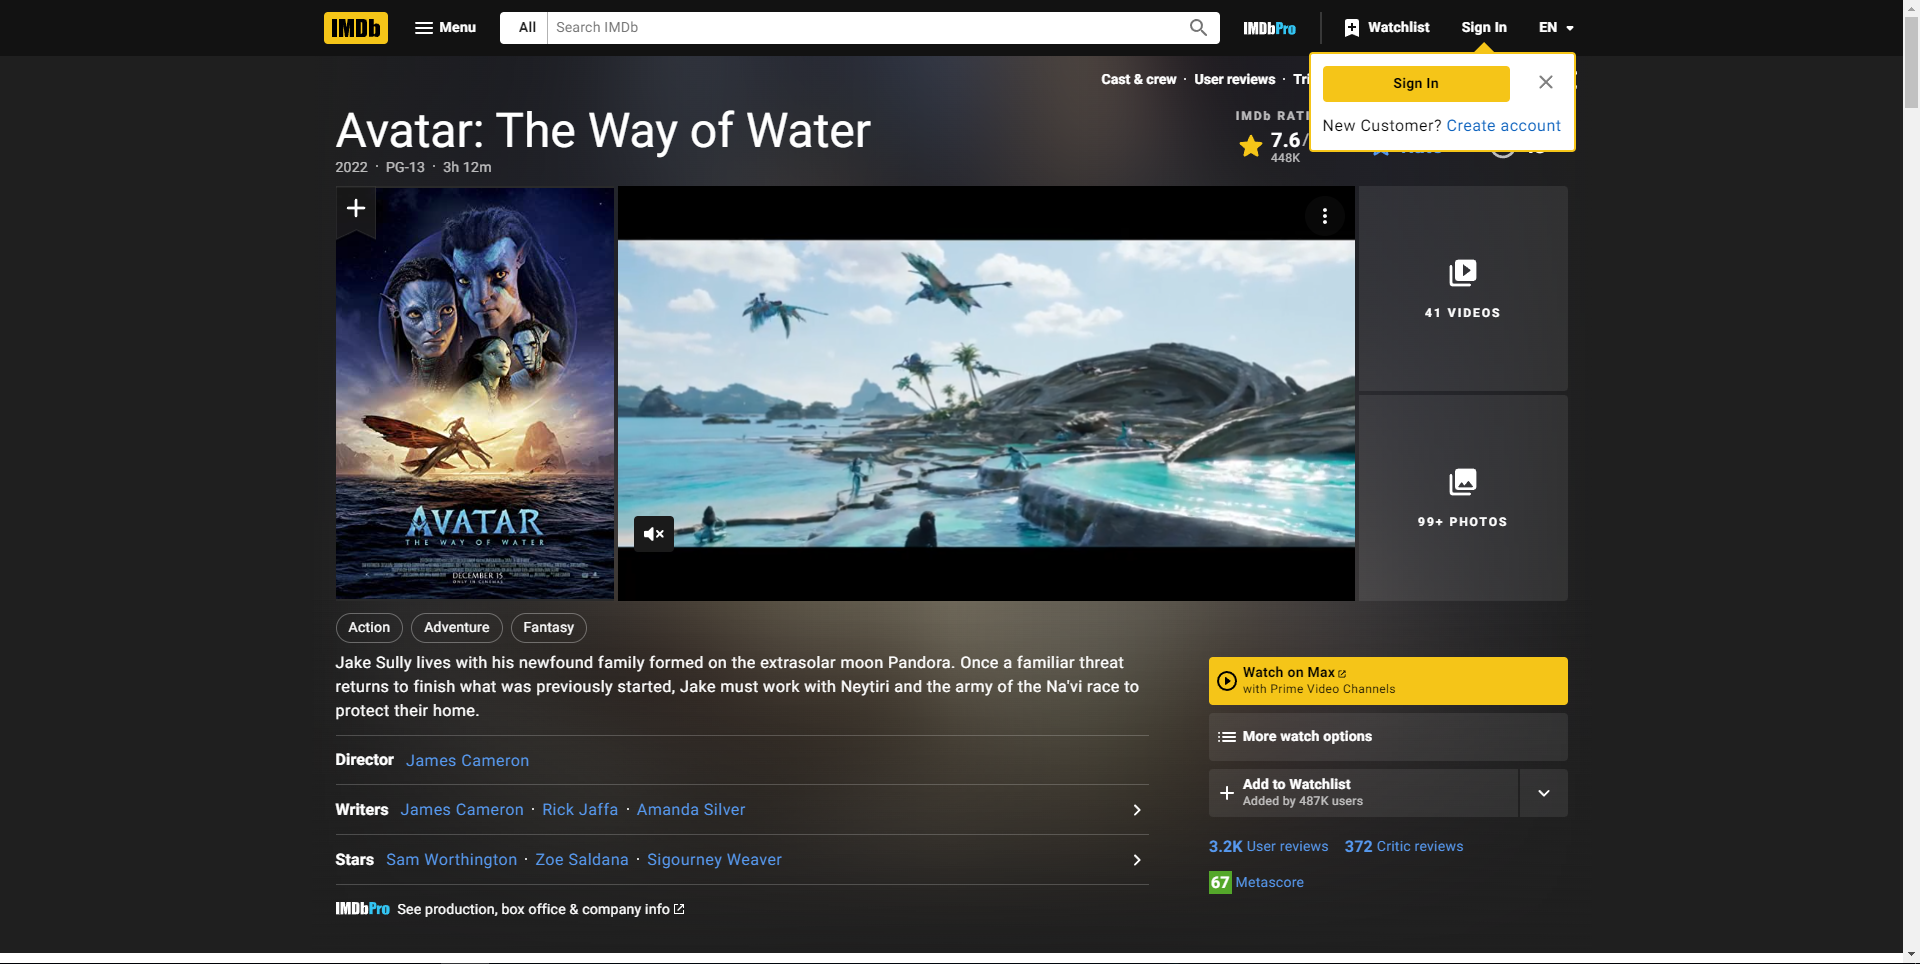 IMDb Menu All Search IMDb IMDbPro Watchlist Sign In EN
Cast & crew · User reviews ·
Sign In
New Customer? Create account
Avatar: The Way of Water
2022 · PG-13 · 3h 12m
IMDb
7.6/
448K
AVATAR
THE WAY OF WATER
DECEMBER 15
ONLY IN CINEMAS
41 VIDEOS
99+ PHOTOS
Action Adventure Fantasy
Jake Sully lives with his newfound family formed on the extrasolar moon Pandora. Once a familiar threat
returns to finish what was previously started, Jake must work with Neytiri and the army of the Na'vi race to
protect their home.
Director James Cameron
Writers James Cameron · Rick Jaffa · Amanda Silver
Stars Sam Worthington · Zoe Saldana · Sigourney Weaver
IMDbPro See production, box office & company info
Watch on Max
with Prime Video Channels
More watch options
Add to Watchlist
Added by 487K users
3.2K User reviews 372 Critic reviews
67 Metascore